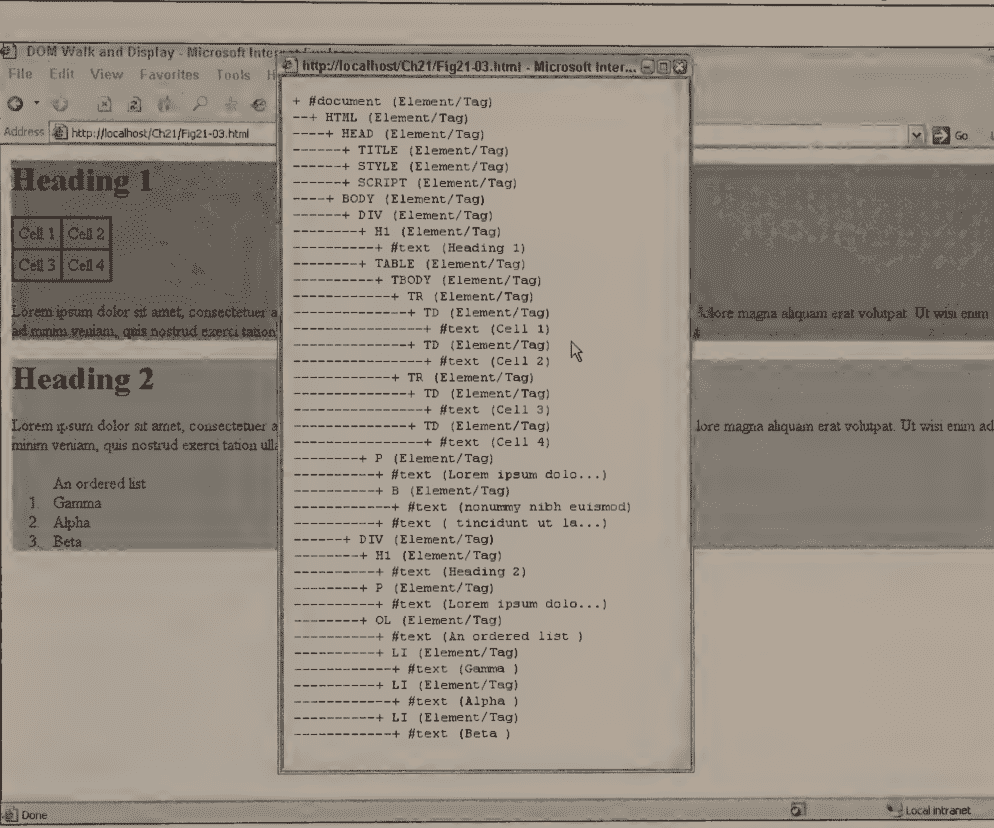 DOM Walk and Display - Microsoft Internet Explorer
File Edit View Favorites Tools H
Address http://localhost/Ch21/Fig21-03.html
Go
Heading 1
Cell 1 Cell 2
Cell 3 Cell 4
Lorem ipsum dolor sit amet, consectetuer a
dolore magna aliquam erat volutpat. Ut wisi enim
ad minim veniam, quis nostrud exerci tation
Heading 2
Lorem ipsum dolor sit amet, consectetuer a
lore magna aliquam erat volutpat. Ut wisi enim ad
minim veniam, quis nostrud exerci tation ulla
An ordered list
1. Gamma
2. Alpha
3. Beta
http://localhost/Ch21/Fig21-03.html - Microsoft Inter...
+ #document (Element/Tag)
--+ HTML (Element/Tag)
----+ HEAD (Element/Tag)
------+ TITLE (Element/Tag)
------+ STYLE (Element/Tag)
------+ SCRIPT (Element/Tag)
----+ BODY (Element/Tag)
------+ DIV (Element/Tag)
--------+ H1 (Element/Tag)
----------+ #text (Heading 1)
--------+ TABLE (Element/Tag)
----------+ TBODY (Element/Tag)
------------+ TR (Element/Tag)
--------------+ TD (Element/Tag)
----------------+ #text (Cell 1)
--------------+ TD (Element/Tag)
----------------+ #text (Cell 2)
------------+ TR (Element/Tag)
--------------+ TD (Element/Tag)
----------------+ #text (Cell 3)
--------------+ TD (Element/Tag)
----------------+ #text (Cell 4)
--------+ P (Element/Tag)
----------+ #text (Lorem ipsum dolo...)
----------+ B (Element/Tag)
------------+ #text (nonummy nibh euismod)
----------+ #text ( tincidunt ut la...)
------+ DIV (Element/Tag)
--------+ H1 (Element/Tag)
----------+ #text (Heading 2)
--------+ P (Element/Tag)
----------+ #text (Lorem ipsum dolo...)
--------+ OL (Element/Tag)
----------+ #text (An ordered list )
----------+ LI (Element/Tag)
------------+ #text (Gamma )
----------+ LI (Element/Tag)
------------+ #text (Alpha )
----------+ LI (Element/Tag)
------------+ #text (Beta )
Done
Local intranet